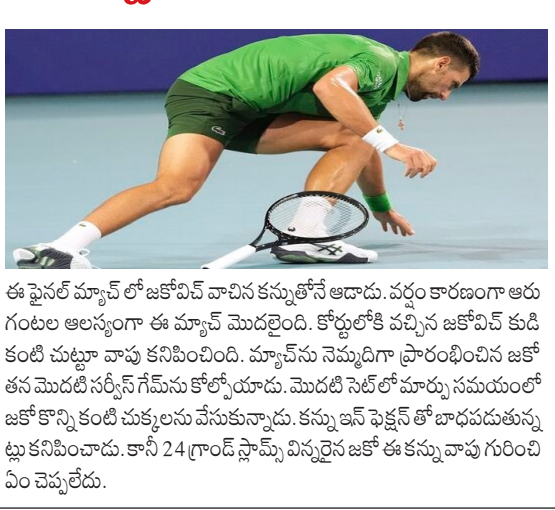 ఈ ఫైనల్ మ్యాచ్ లో జకోవిచ్ వాచిన కన్నుతోనే ఆడాడు. వర్షం కారణంగా ఆరు
గంటల ఆలస్యంగా ఈ మ్యాచ్ మొదలైంది. కోర్టులోకి వచ్చిన జకోవిచ్ కుడి
కంటి చుట్టూ వాపు కనిపించింది. మ్యాచ్‌ను నెమ్మదిగా ప్రారంభించిన జకో
తన మొదటి సర్వీస్ గేమ్‌ను కోల్పోయాడు. మొదటి సెట్‌లో మార్పు సమయంలో
జకో కొన్ని కంటి చుక్కలను వేసుకున్నాడు. కన్ను ఇన్ ఫెక్షన్ తో బాధపడుతున్న
ట్లు కనిపించాడు. కానీ 24 గ్రాండ్ స్లామ్స్ విన్నరైన జకో ఈ కన్ను వాపు గురించి
ఏం చెప్పలేదు.